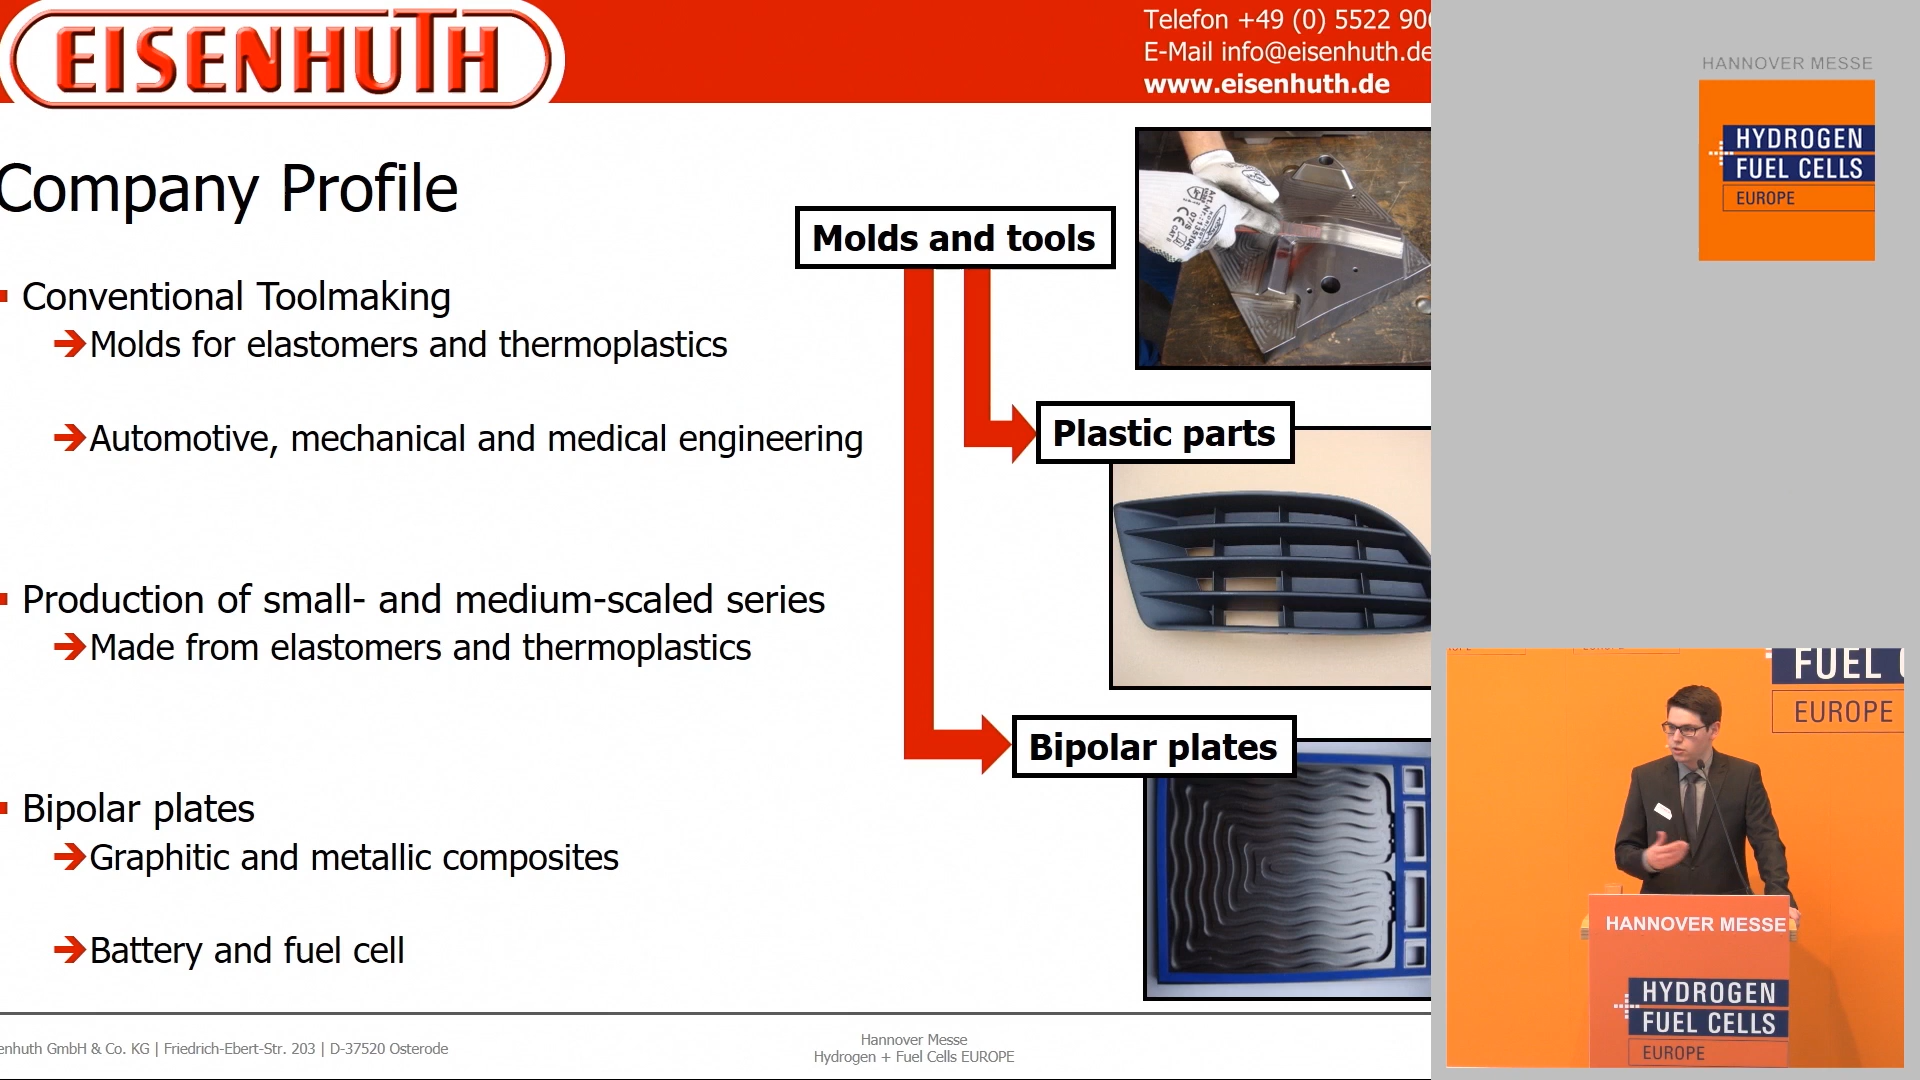 EISENHUTH
Telefon +49 (0) 5522
E-Mail info@eisenhuth.de
www.eisenhuth.de
Company Profile
Conventional Toolmaking
Molds for elastomers and thermoplastics
Automotive, mechanical and medical engineering
Production of small- and medium-scaled series
Made from elastomers and thermoplastics
Bipolar plates
Graphitic and metallic composites
Battery and fuel cell
Molds and tools
Plastic parts
Bipolar plates
GmbH & Co. KG | Friedrich-Ebert-Str. 203 | D-37520 Osterode
Hannover Messe
Hydrogen + Fuel Cells EUROPE
HANNOVER MESSE
HYDROGEN
FUEL CELLS
EUROPE
FUEL
EUROPE
HANNOVER MESSE
HYDROGEN
FUEL CELLS
EUROPE